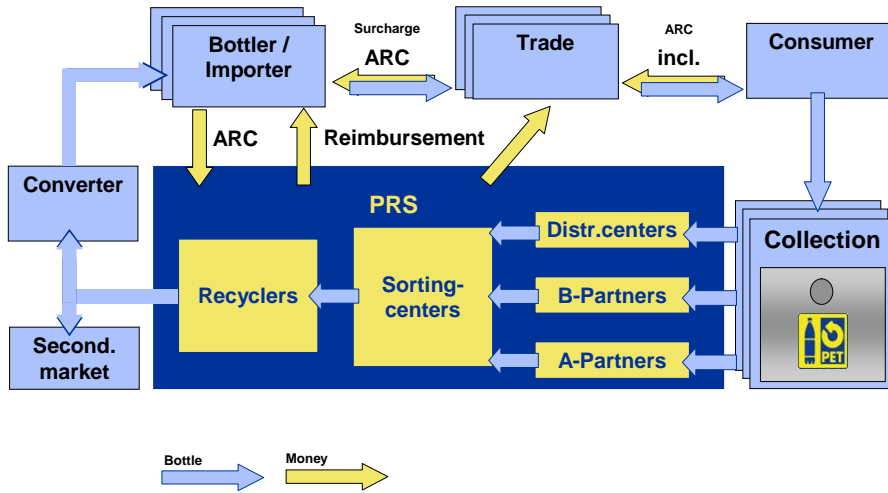 Bottler /
Importer
Surcharge
ARC
Trade
ARC
incl.
Consumer
ARC
Reimbursement
Converter
PRS
Distr.centers
Collection
Recyclers
Sorting-
centers
B-Partners
Second.
market
A-Partners
PET
Bottle
Money